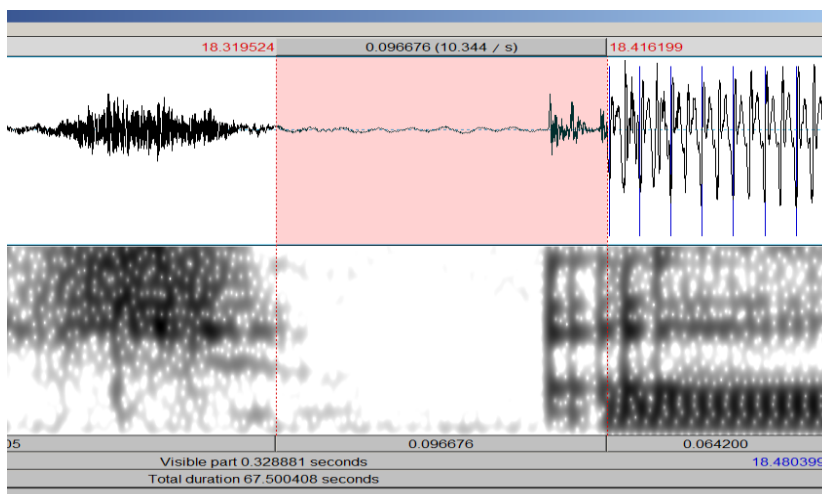 18.319524 0.096676 (10.344 / s) 18.416199
05 0.096676 0.064200
Visible part 0.328881 seconds 18.480399
Total duration 67.500408 seconds